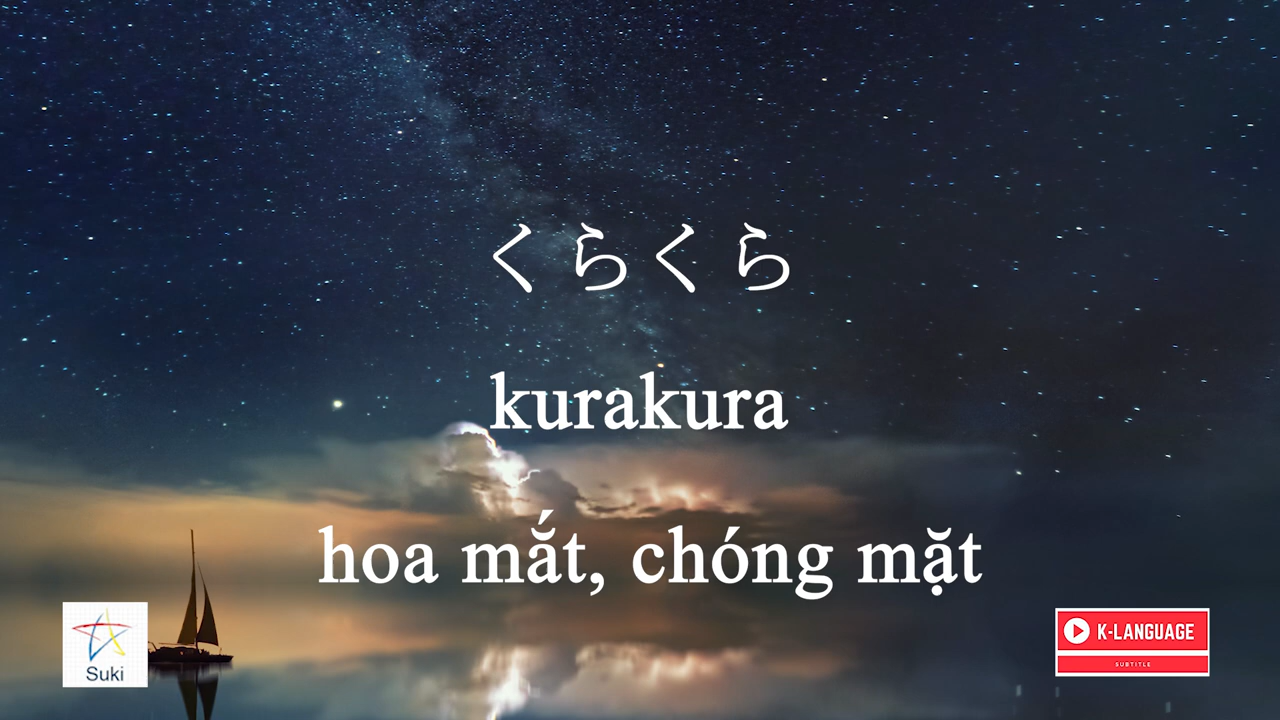 くらくら
kurakura
hoa mắt, chóng mặt
Suki
K-LANGUAGE
SUBTITLE